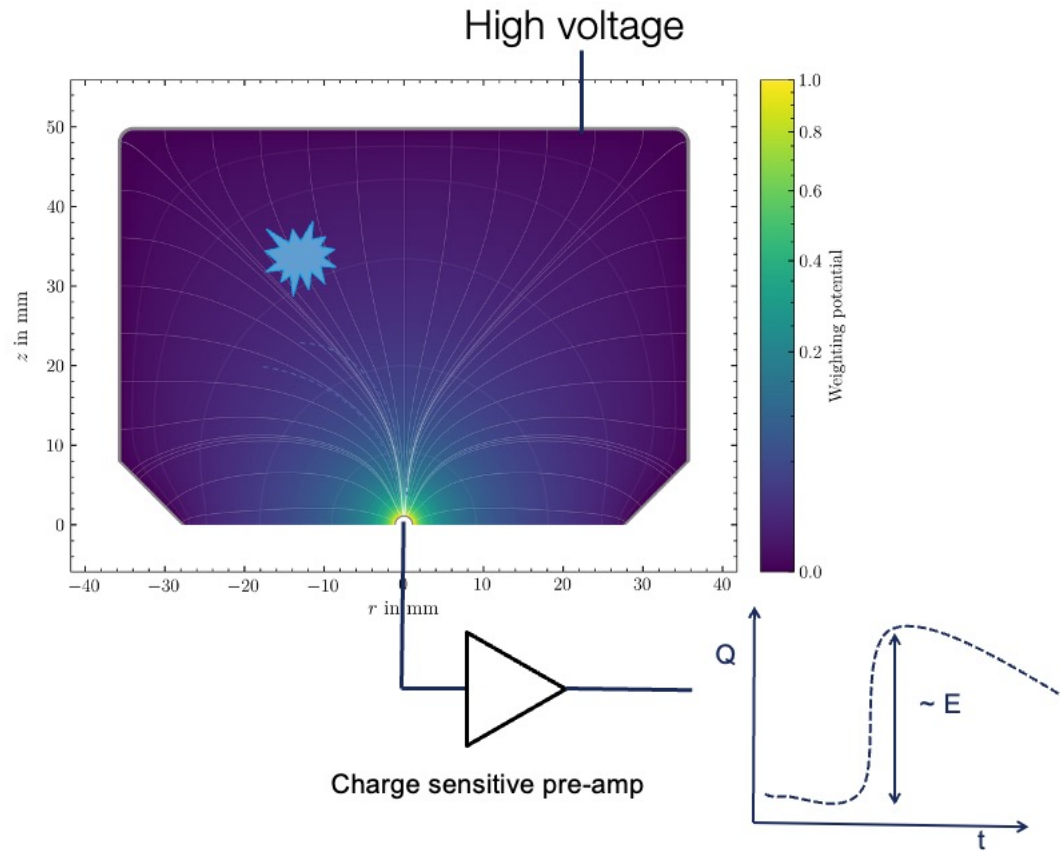 High voltage
50
40
30
20
10
0
z in mm
−40 −30 −20 −10 0 10 20 30 40
r in mm
1.0
0.8
0.6
0.4
0.2
0.0
Weighting potential
Charge sensitive pre-amp
Q
~ E
t